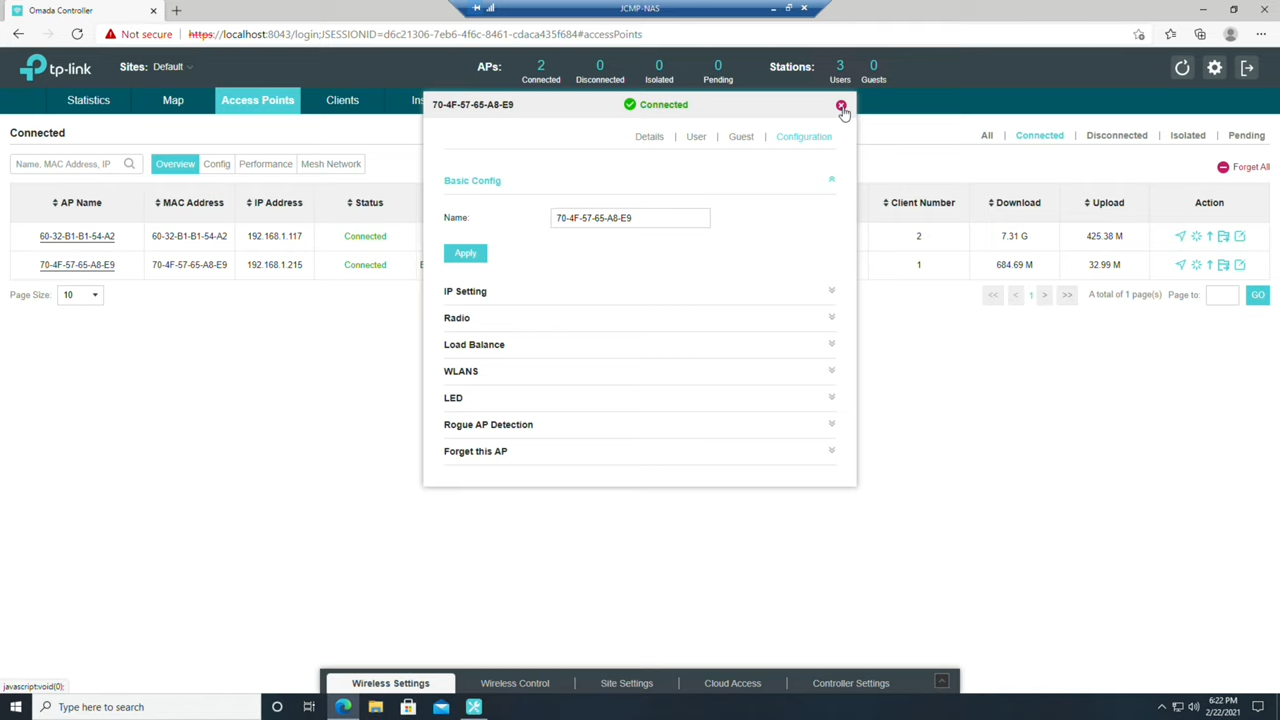 Omada Controller
JCMP-NAS
Not secure https://localhost:8043/login;JSESSIONID=d6c21306-7eb6-4f6c-8461-cdaca435f684#accessPoints
tp-link Sites: Default APs: 2 0 0 0 Stations: 3 0
Connected Disconnected Isolated Pending Users Guests
Statistics Map Access Points Clients Ins
70-4F-57-65-A8-E9 Connected
Details | User | Guest | Configuration
Connected All | Connected | Disconnected | Isolated | Pending
Name, MAC Address, IP Overview Config Performance Mesh Network Forget All
AP Name MAC Address IP Address Status Client Number Download Upload Action
60-32-B1-B1-54-A2 60-32-B1-B1-54-A2 192.168.1.117 Connected 2 7.31 G 425.38 M
70-4F-57-65-A8-E9 70-4F-57-65-A8-E9 192.168.1.215 Connected 1 684.69 M 32.99 M
Page Size: 10 << < 1 > >> A total of 1 page(s) Page to: GO
Basic Config
Name: 70-4F-57-65-A8-E9
Apply
IP Setting
Radio
Load Balance
WLANS
LED
Rogue AP Detection
Forget this AP
Wireless Settings Wireless Control | Site Settings | Cloud Access | Controller Settings
javascript:void(0);
Type here to search
6:22 PM
2/22/2021